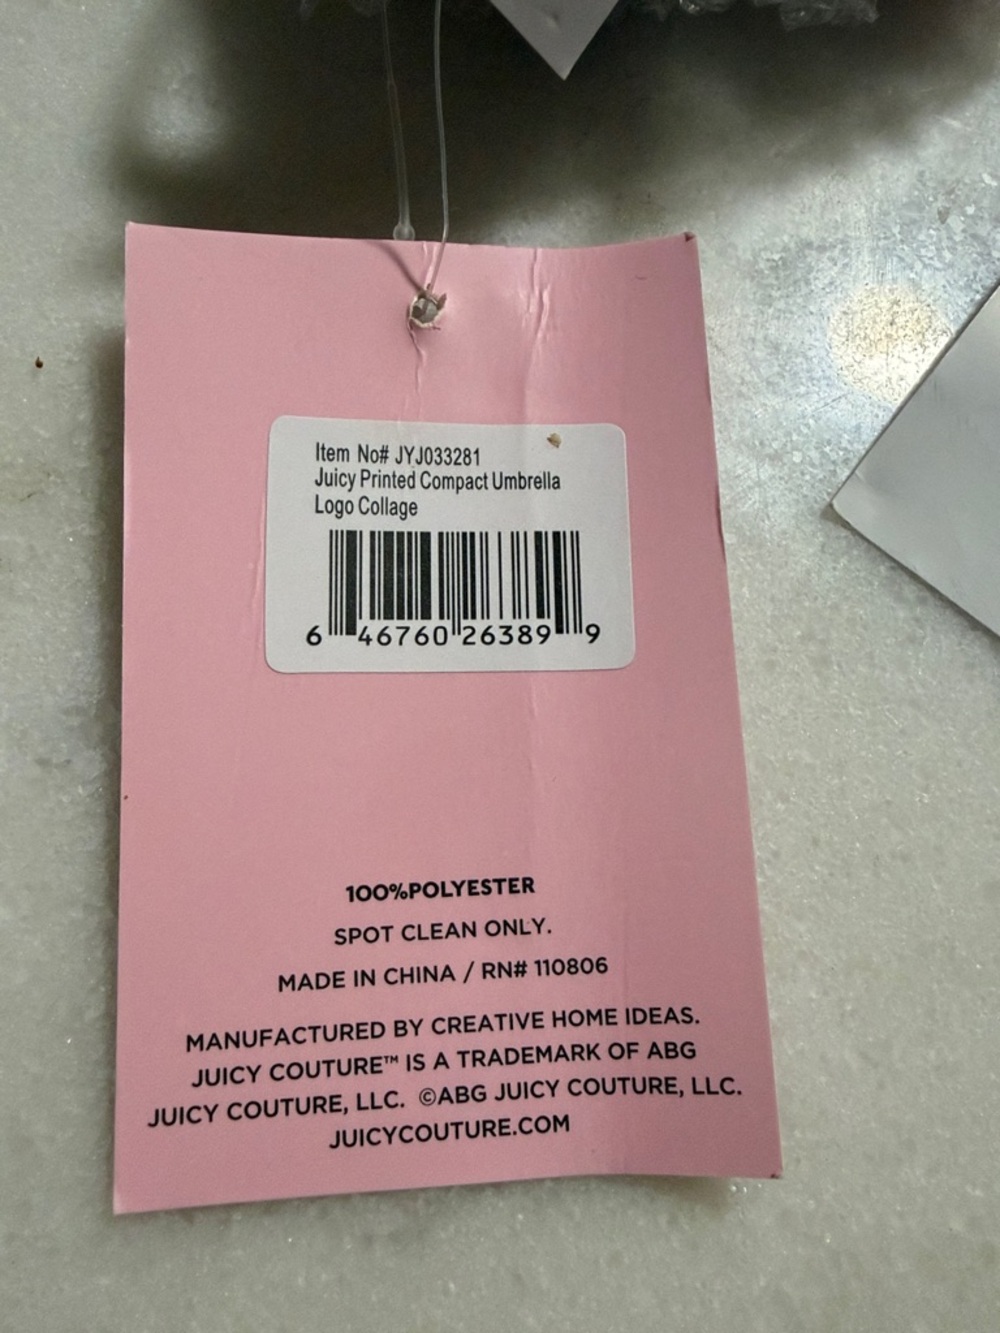 Item No# JYJ033281
Juicy Printed Compact Umbrella
Logo Collage
6 46760 26389 9
100%POLYESTER
SPOT CLEAN ONLY.
MADE IN CHINA / RN# 110806
MANUFACTURED BY CREATIVE HOME IDEAS.
JUICY COUTURE™ IS A TRADEMARK OF ABG
JUICY COUTURE, LLC. ©ABG JUICY COUTURE, LLC.
JUICYCOUTURE.COM